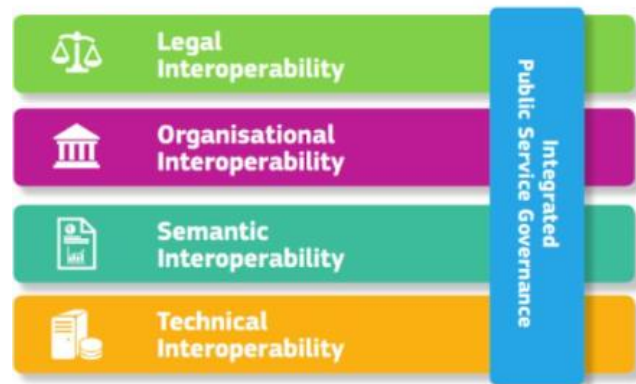 Legal
Interoperability
Organisational
Interoperability
Semantic
Interoperability
Technical
Interoperability
Integrated
Public Service Governance